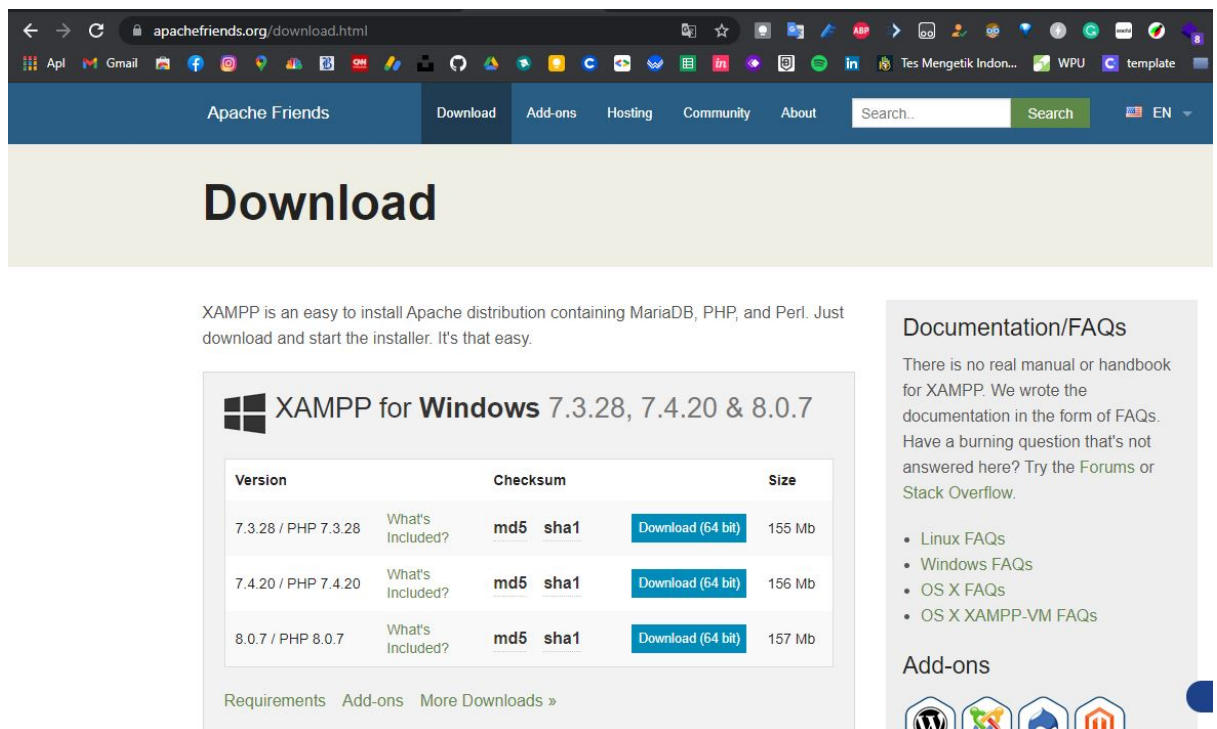 apachefriends.org/download.html
ABP
8
Apl Gmail CNN in in Tes Mengetik Indon... WPU C template
Apache Friends Download Add-ons Hosting Community About Search.. Search EN
Download
XAMPP is an easy to install Apache distribution containing MariaDB, PHP, and Perl. Just
download and start the installer. It's that easy.
XAMPP for Windows 7.3.28, 7.4.20 & 8.0.7
Version Checksum Size
7.3.28 / PHP 7.3.28 What's Included? md5 sha1 Download (64 bit) 155 Mb
7.4.20 / PHP 7.4.20 What's Included? md5 sha1 Download (64 bit) 156 Mb
8.0.7 / PHP 8.0.7 What's Included? md5 sha1 Download (64 bit) 157 Mb
Requirements Add-ons More Downloads »
Documentation/FAQs
There is no real manual or handbook
for XAMPP. We wrote the
documentation in the form of FAQs.
Have a burning question that's not
answered here? Try the Forums or
Stack Overflow.
• Linux FAQs
• Windows FAQs
• OS X FAQs
• OS X XAMPP-VM FAQs
Add-ons